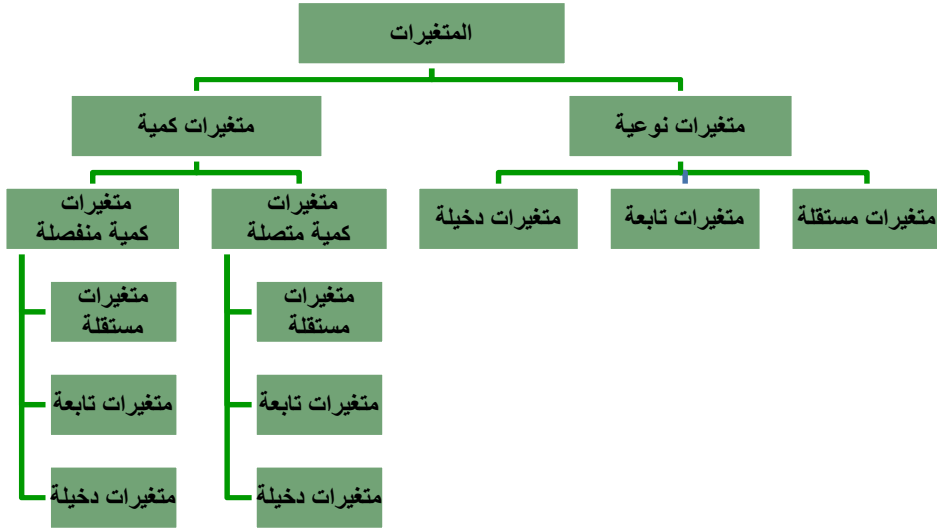 المتغيرات
متغيرات نوعية
متغيرات كمية
متغيرات مستقلة
متغيرات تابعة
متغيرات دخيلة
متغيرات
كمية متصلة
متغيرات
كمية منفصلة
متغيرات
مستقلة
متغيرات
مستقلة
متغيرات تابعة
متغيرات تابعة
متغيرات دخيلة
متغيرات دخيلة